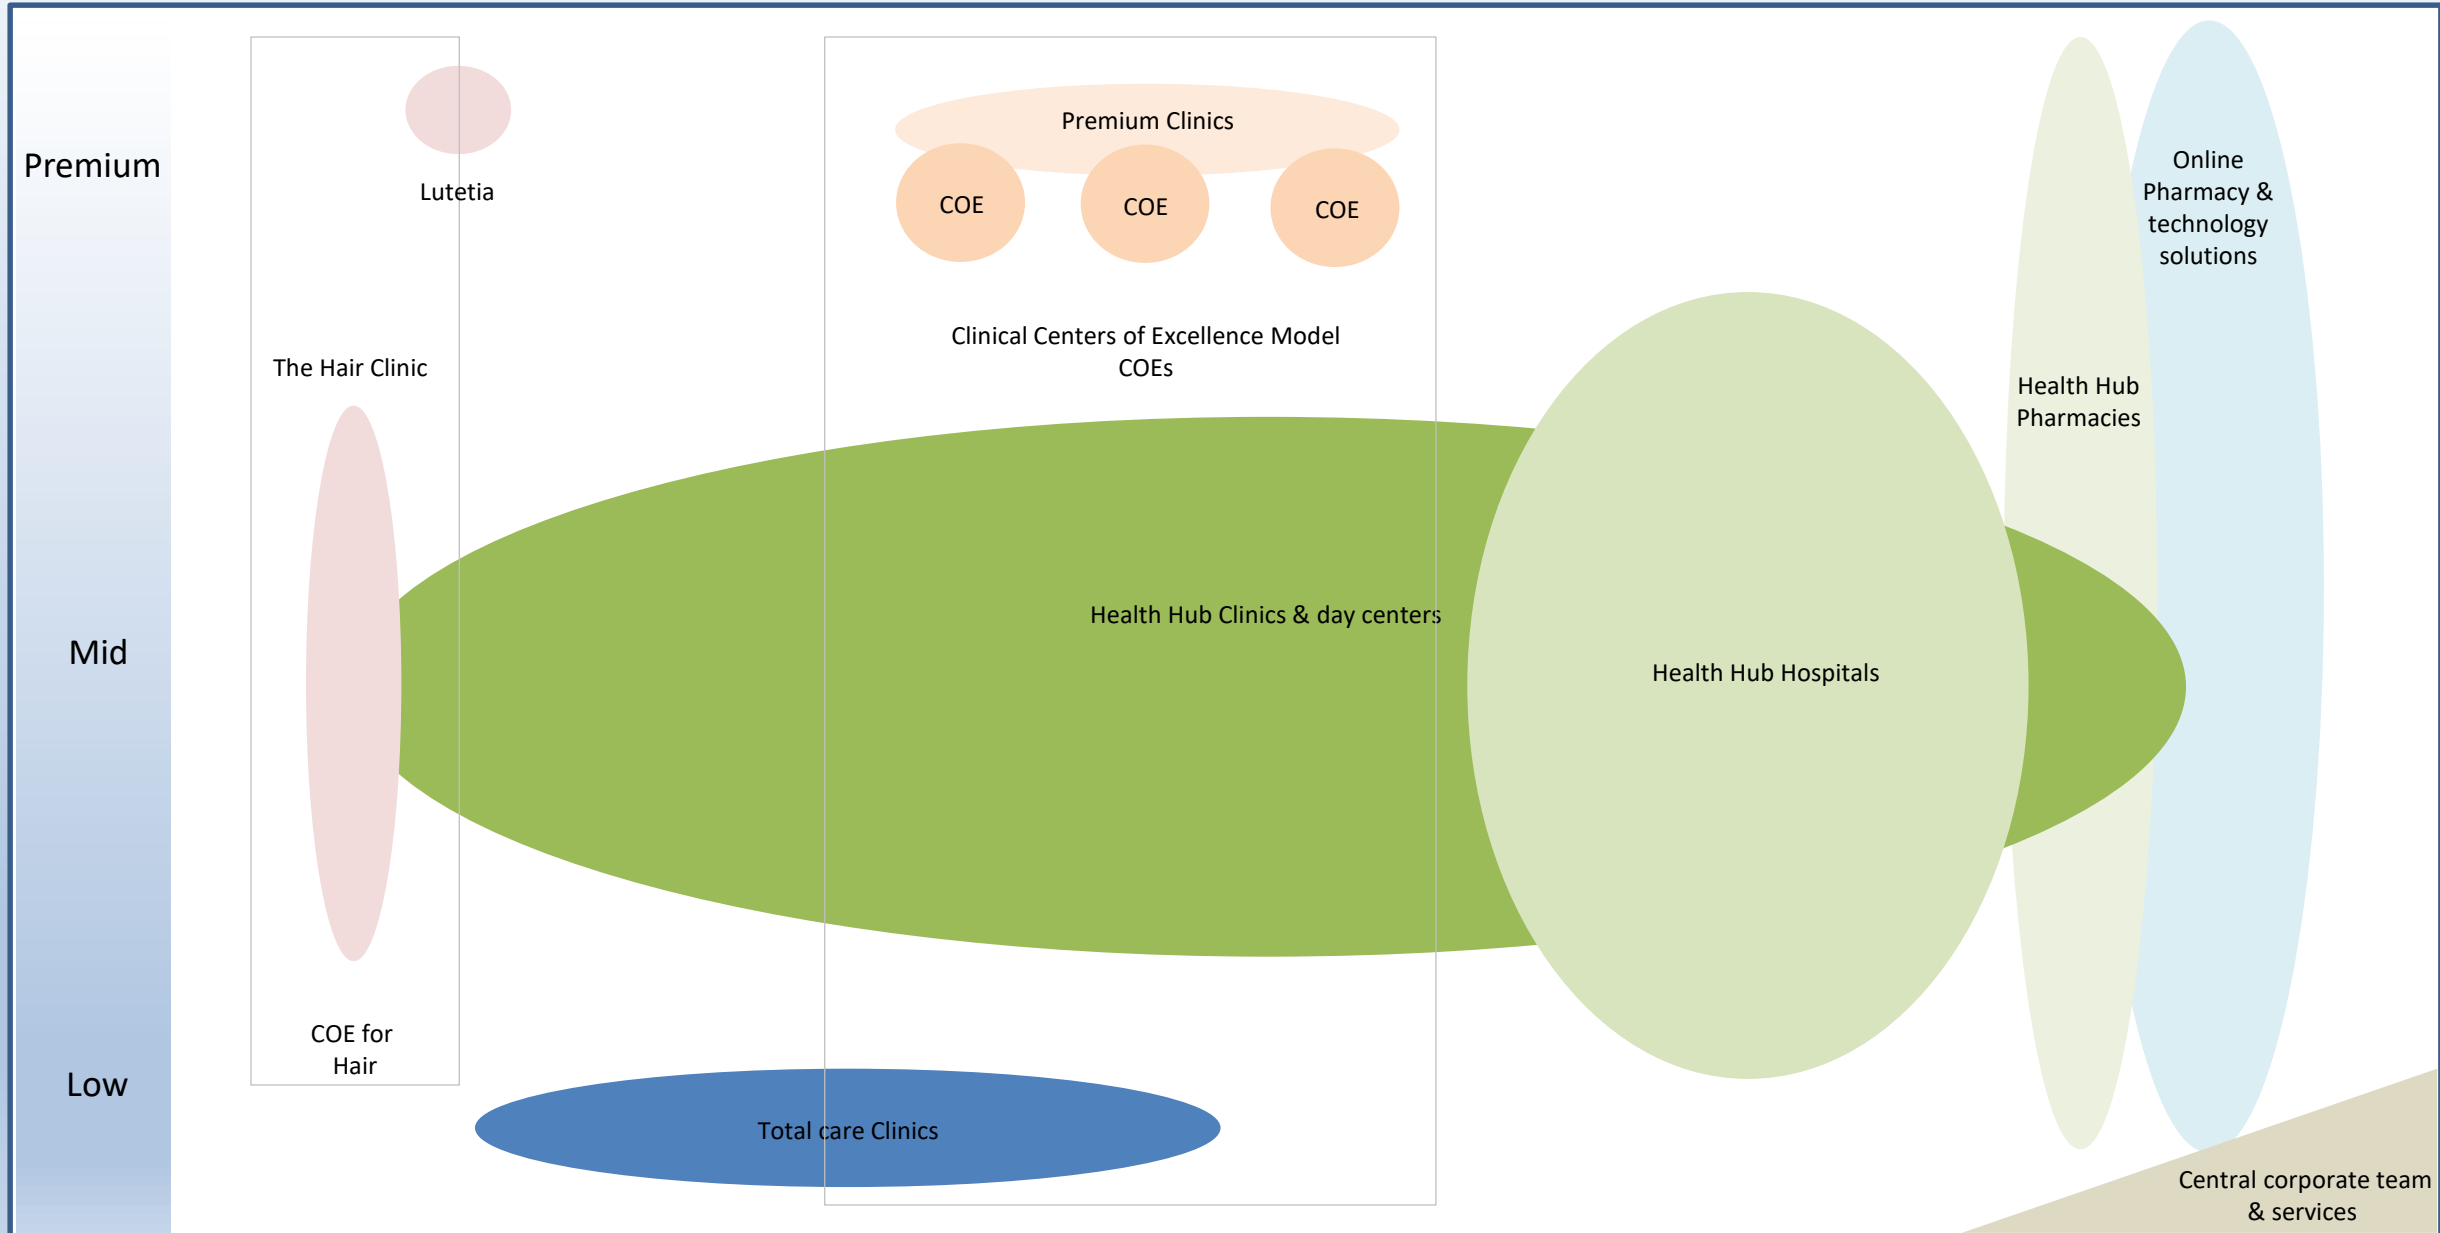 Premium
Mid
Low
Lutetia
The Hair Clinic
COE for
Hair
Premium Clinics
COE
COE
COE
Clinical Centers of Excellence Model
COEs
Health Hub Clinics & day centers
Total care Clinics
Health Hub Hospitals
Health Hub
Pharmacies
Online
Pharmacy &
technology
solutions
Central corporate team
& services